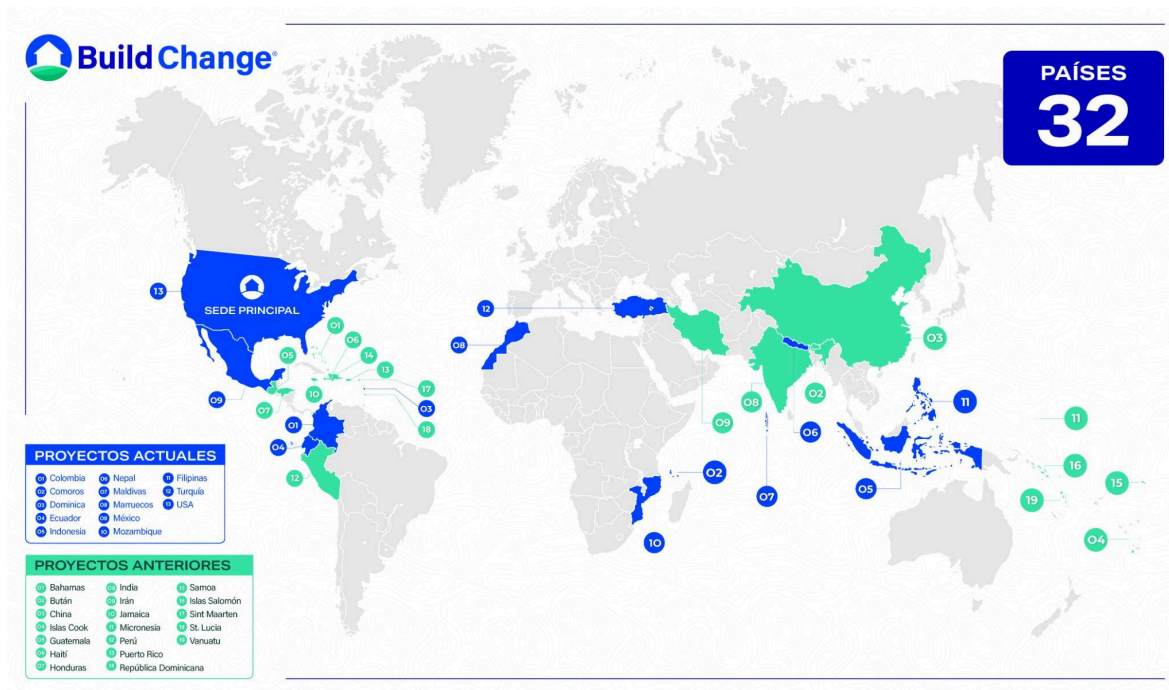 Build Change®
PAÍSES
32
SEDE PRINCIPAL
13
12
08
01
06
05
14
13
17
03
18
10
07
09
01
04
12
03
02
08
09
06
07
11
05
02
10
11
16
15
19
04
PROYECTOS ACTUALES
01 Colombia
02 Comoros
03 Dominica
04 Ecuador
05 Indonesia
06 Nepal
07 Maldivas
08 Marruecos
09 México
10 Mozambique
11 Filipinas
12 Turquía
13 USA
PROYECTOS ANTERIORES
01 Bahamas
02 Bután
03 China
04 Islas Cook
05 Guatemala
06 Haití
07 Honduras
08 India
09 Irán
10 Jamaica
11 Micronesia
12 Perú
13 Puerto Rico
14 República Dominicana
15 Samoa
16 Islas Salomón
17 Sint Maarten
18 St. Lucia
19 Vanuatu